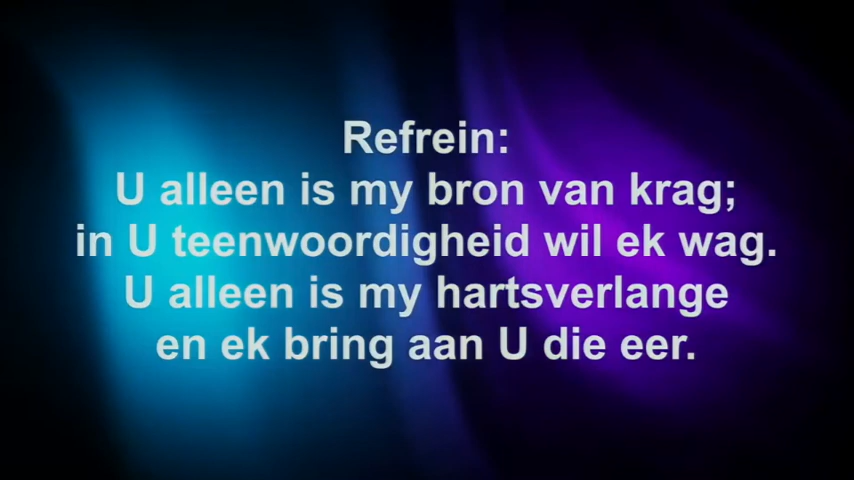 Refrein:
U alleen is my bron van krag;
in U teenwoordigheid wil ek wag.
U alleen is my hartsverlange
en ek bring aan U die eer.